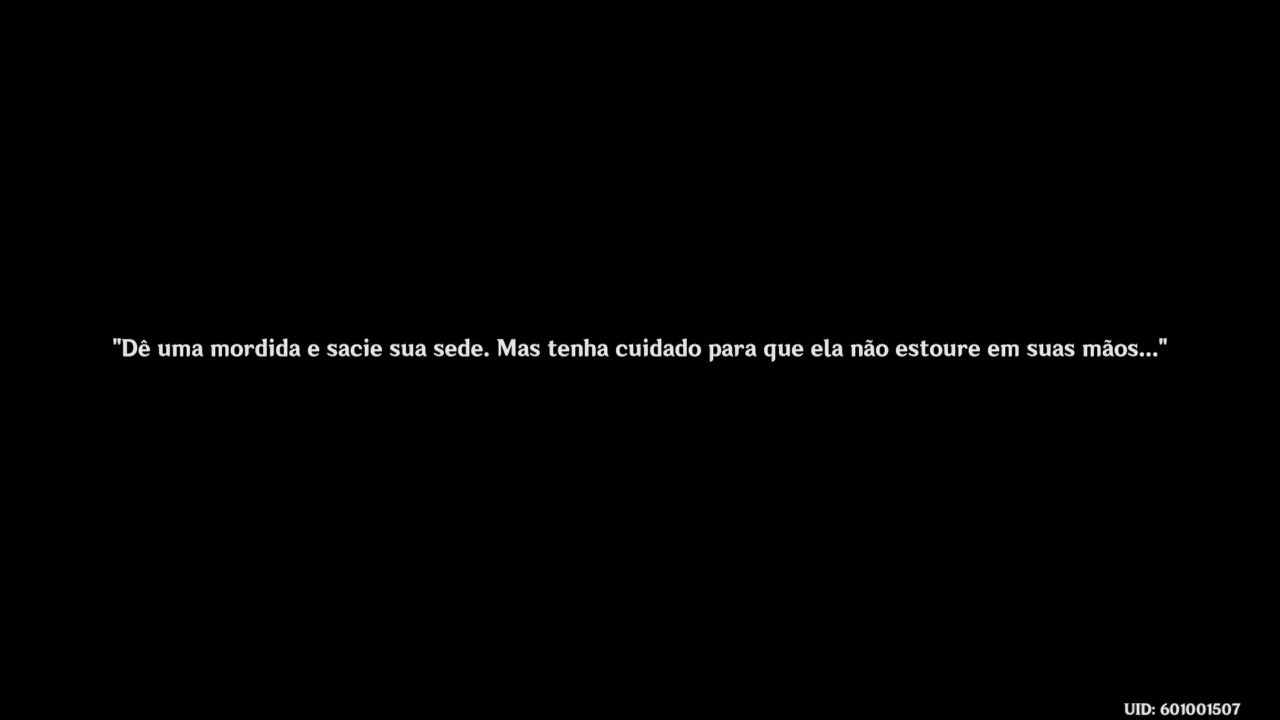 "Dê uma mordida e sacie sua sede. Mas tenha cuidado para que ela não estoure em suas mãos..."
UID: 601001507